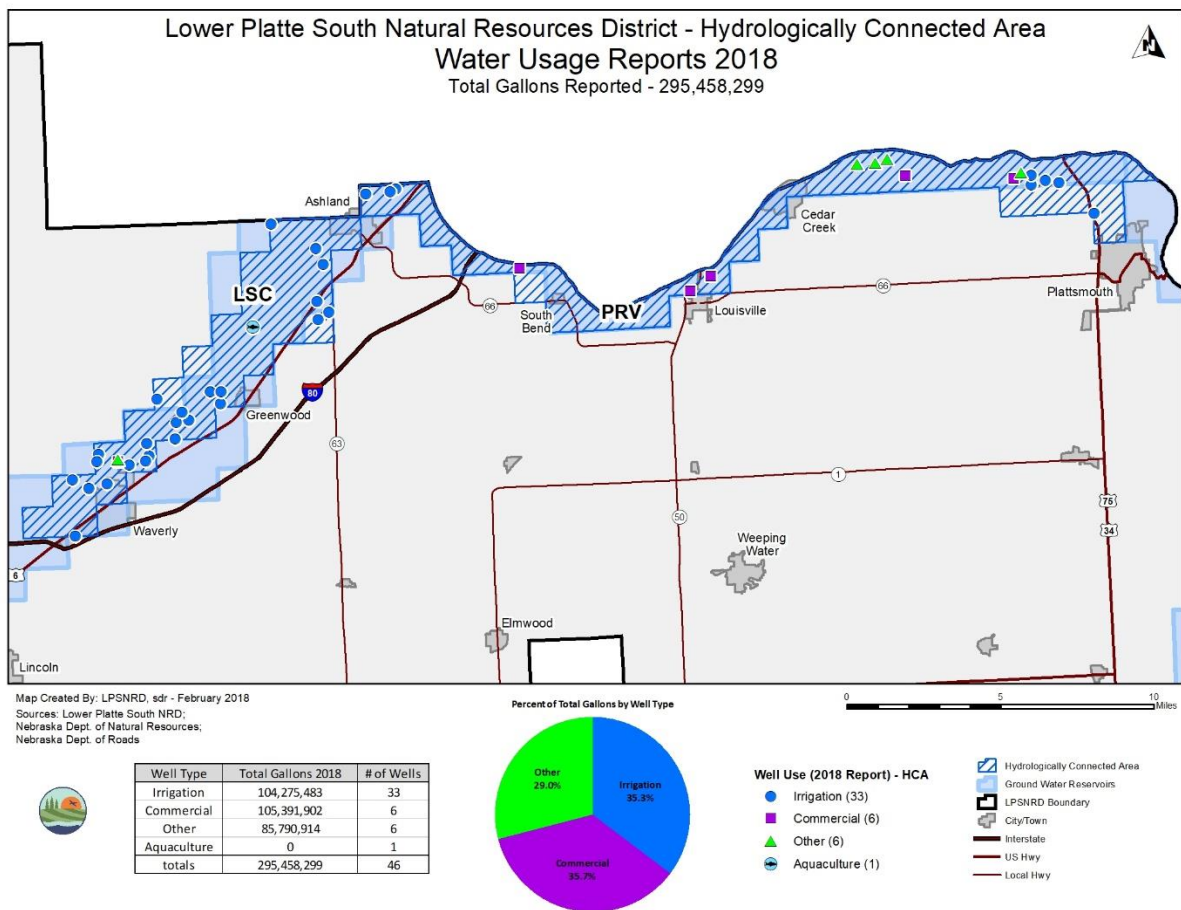 Lower Platte South Natural Resources District - Hydrologically Connected Area
Water Usage Reports 2018
Total Gallons Reported - 295,458,299
N
Ashland
LSC
Cedar
Creek
66
South
Bend
PRV
Louisville
66
Plattsmouth
Greenwood
80
63
1
Waverly
50
75
34
6
Weeping
Water
Elmwood
Lincoln
Map Created By: LPSNRD, sdr - February 2018
Sources: Lower Platte South NRD;
Nebraska Dept. of Natural Resources;
Nebraska Dept. of Roads
0 5 10
Miles
Well Type Total Gallons 2018 # of Wells
Irrigation 104,275,483 33
Commercial 105,391,902 6
Other 85,790,914 6
Aquaculture 0 1
totals 295,458,299 46
Percent of Total Gallons by Well Type
Other
29.0%
Irrigation
35.3%
Commercial
35.7%
Well Use (2018 Report) - HCA
Irrigation (33)
Commercial (6)
Other (6)
Aquaculture (1)
Hydrologically Connected Area
Ground Water Reservoirs
LPSNRD Boundary
City/Town
Interstate
US Hwy
Local Hwy